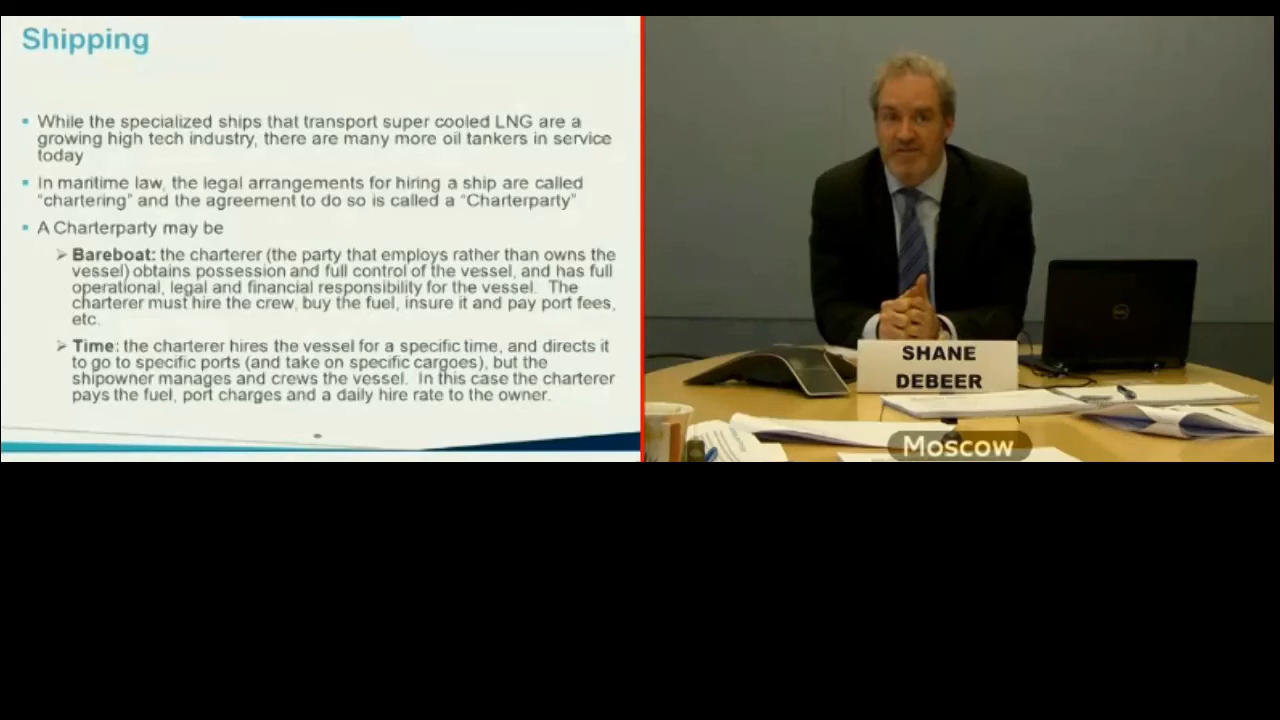 Shipping
While the specialized ships that transport super cooled LNG are a
growing high tech industry, there are many more oil tankers in service
today
In maritime law, the legal arrangements for hiring a ship are called
"chartering" and the agreement to do so is called a "Charterparty"
A Charterparty may be
Bareboat: the charterer (the party that employs rather than owns the
vessel) obtains possession and full control of the vessel, and has full
operational, legal and financial responsibility for the vessel. The
charterer must hire the crew, buy the fuel, insure it and pay port fees,
etc.
Time: the charterer hires the vessel for a specific time, and directs it
to go to specific ports (and take on specific cargoes), but the
shipowner manages and crews the vessel. In this case the charterer
pays the fuel, port charges and a daily hire rate to the owner.
SHANE
DEBEER
Moscow